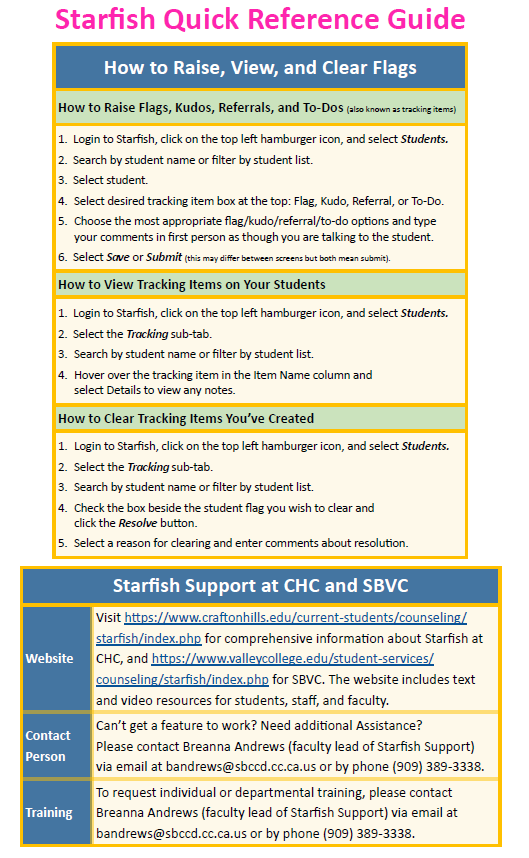 Starfish Quick Reference Guide
How to Raise, View, and Clear Flags
How to Raise Flags, Kudos, Referrals, and To-Dos (also known as tracking items)
1. Login to Starfish, click on the top left hamburger icon, and select Students.
2. Search by student name or filter by student list.
3. Select student.
4. Select desired tracking item box at the top: Flag, Kudo, Referral, or To-Do.
5. Choose the most appropriate flag/kudo/referral/to-do options and type
your comments in first person as though you are talking to the student.
6. Select Save or Submit (this may differ between screens but both mean submit).
How to View Tracking Items on Your Students
1. Login to Starfish, click on the top left hamburger icon, and select Students.
2. Select the Tracking sub-tab.
3. Search by student name or filter by student list.
4. Hover over the tracking item in the Item Name column and
select Details to view any notes.
How to Clear Tracking Items You've Created
1. Login to Starfish, click on the top left hamburger icon, and select Students.
2. Select the Tracking sub-tab.
3. Search by student name or filter by student list.
4. Check the box beside the student flag you wish to clear and
click the Resolve button.
5. Select a reason for clearing and enter comments about resolution.
Starfish Support at CHC and SBVC
Website
Visit https://www.craftonhills.edu/current-students/counseling/
starfish/index.php for comprehensive information about Starfish at
CHC, and https://www.valleycollege.edu/student-services/
counseling/starfish/index.php for SBVC. The website includes text
and video resources for students, staff, and faculty.
Contact
Person
Can't get a feature to work? Need additional Assistance?
Please contact Breanna Andrews (faculty lead of Starfish Support)
via email at bandrews@sbccd.cc.ca.us or by phone (909) 389-3338.
Training
To request individual or departmental training, please contact
Breanna Andrews (faculty lead of Starfish Support) via email at
bandrews@sbccd.cc.ca.us or by phone (909) 389-3338.